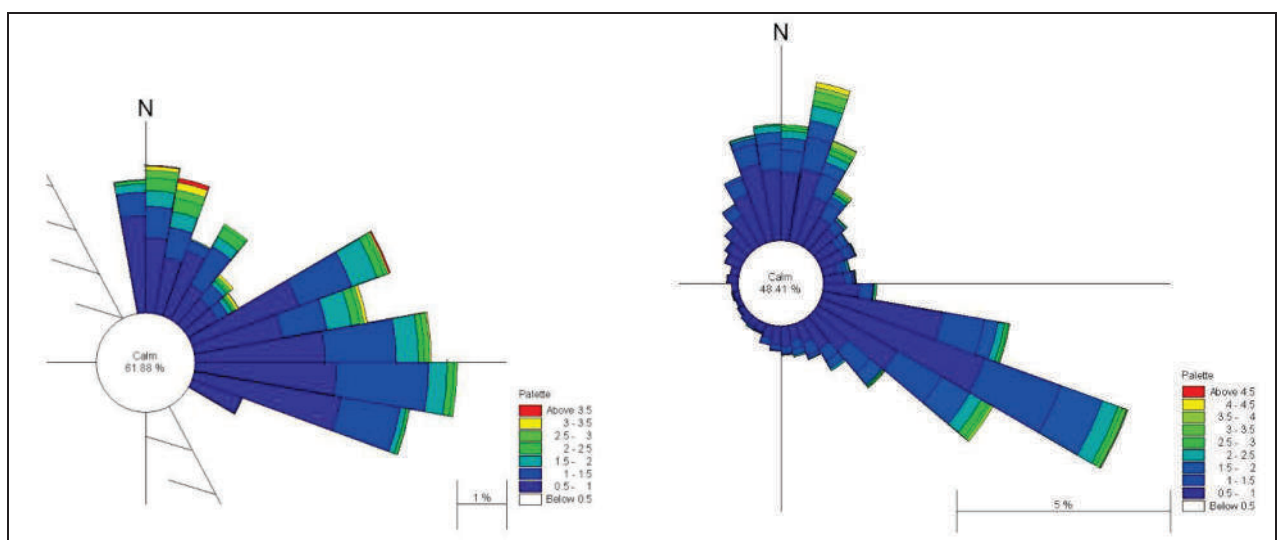 N
Calm
61.88 %
Palette
Above 3.5
3 - 3.5
2.5 - 3
2 - 2.5
1.5 - 2
1 - 1.5
0.5 - 1
Below 0.5
1 %
N
Calm
48.41 %
Palette
Above 4.5
4 - 4.5
3.5 - 4
3 - 3.5
2.5 - 3
2 - 2.5
1.5 - 2
1 - 1.5
0.5 - 1
Below 0.5
5 %